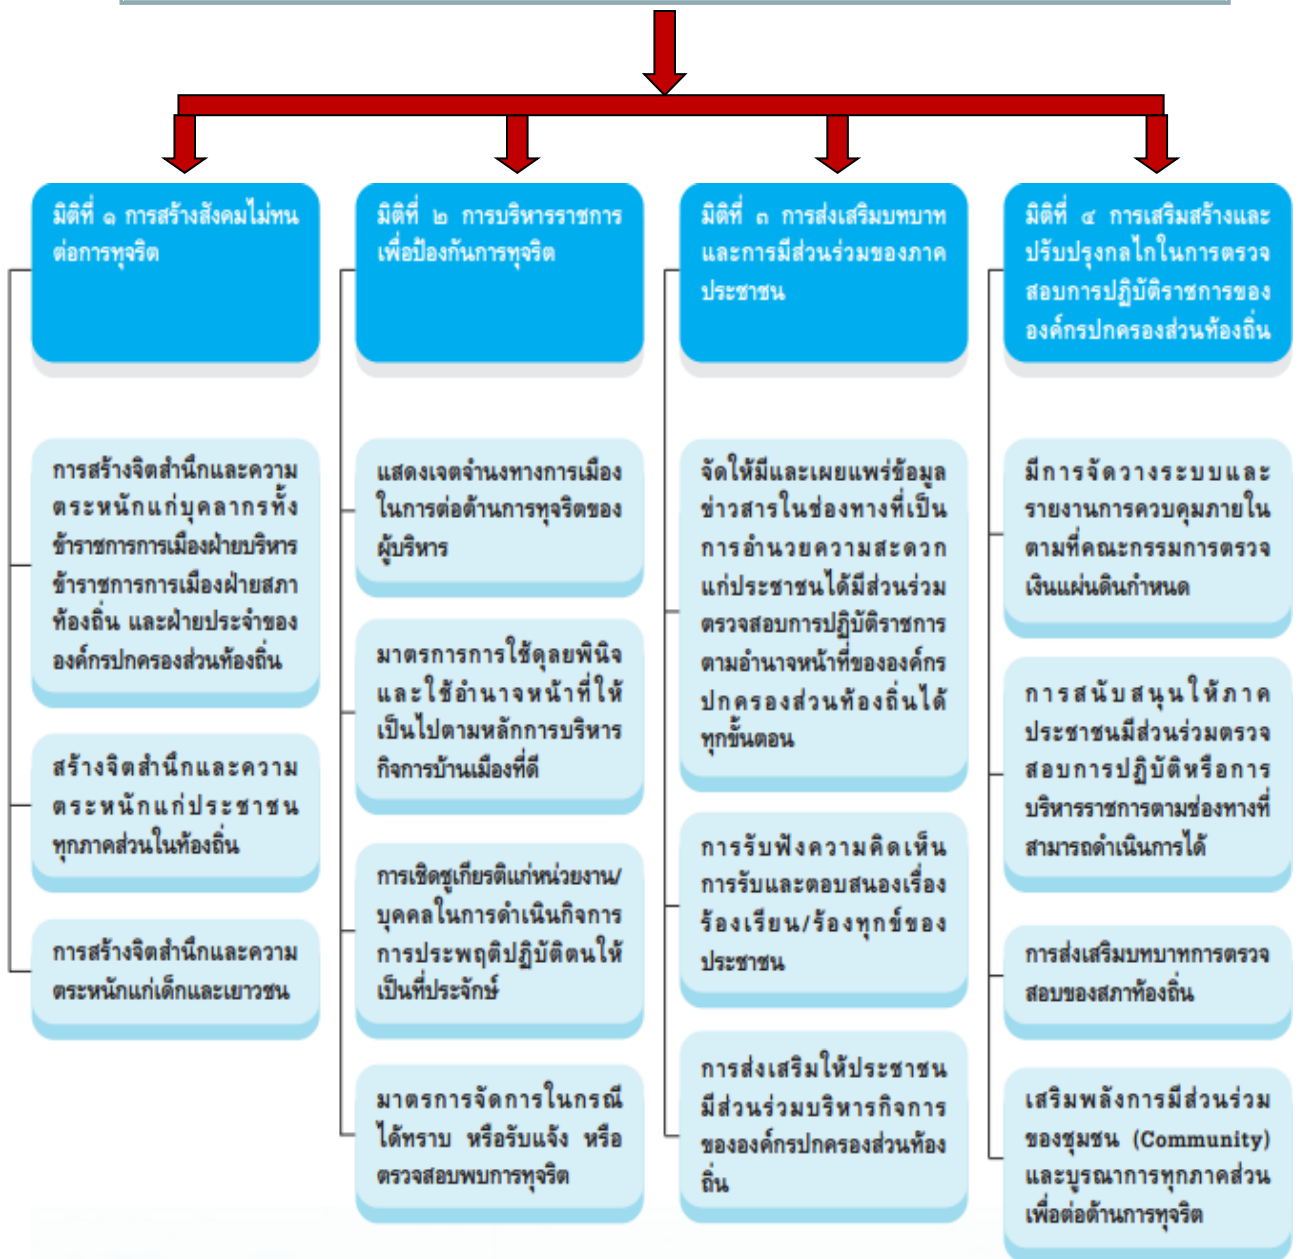 มิติที่ ๑ การสร้างสังคมไม่ทน
ต่อการทุจริต
การสร้างจิตสำนึกและความ
ตระหนักแก่บุคลากรทั้ง
ข้าราชการการเมืองฝ่ายบริหาร
ข้าราชการการเมืองฝ่ายสภา
ท้องถิ่น และฝ่ายประจำของ
องค์กรปกครองส่วนท้องถิ่น
สร้างจิตสำนึกและความ
ตระหนักแก่ประชาชน
ทุกภาคส่วนในท้องถิ่น
การสร้างจิตสำนึกและความ
ตระหนักแก่เด็กและเยาวชน
มิติที่ ๒ การบริหารราชการ
เพื่อป้องกันการทุจริต
แสดงเจตจำนงทางการเมือง
ในการต่อต้านการทุจริตของ
ผู้บริหาร
มาตรการการใช้ดุลยพินิจ
และใช้อำนาจหน้าที่ให้
เป็นไปตามหลักการบริหาร
กิจการบ้านเมืองที่ดี
การเชิดชูเกียรติแก่หน่วยงาน/
บุคคลในการดำเนินกิจการ
การประพฤติปฏิบัติตนให้
เป็นที่ประจักษ์
มาตรการจัดการในกรณี
ได้ทราบ หรือรับแจ้ง หรือ
ตรวจสอบพบการทุจริต
มิติที่ ๓ การส่งเสริมบทบาท
และการมีส่วนร่วมของภาค
ประชาชน
จัดให้มีและเผยแพร่ข้อมูล
ข่าวสารในช่องทางที่เป็น
การอำนวยความสะดวก
แก่ประชาชนได้มีส่วนร่วม
ตรวจสอบการปฏิบัติราชการ
ตามอำนาจหน้าที่ขององค์กร
ปกครองส่วนท้องถิ่นได้
ทุกขั้นตอน
การรับฟังความคิดเห็น
การรับและตอบสนองเรื่อง
ร้องเรียน/ร้องทุกข์ของ
ประชาชน
การส่งเสริมให้ประชาชน
มีส่วนร่วมบริหารกิจการ
ขององค์กรปกครองส่วนท้อง
ถิ่น
มิติที่ ๔ การเสริมสร้างและ
ปรับปรุงกลไกในการตรวจ
สอบการปฏิบัติราชการของ
องค์กรปกครองส่วนท้องถิ่น
มีการจัดวางระบบและ
รายงานการควบคุมภายใน
ตามที่คณะกรรมการตรวจ
เงินแผ่นดินกำหนด
การสนับสนุนให้ภาค
ประชาชนมีส่วนร่วมตรวจ
สอบการปฏิบัติหรือการ
บริหารราชการตามช่องทางที่
สามารถดำเนินการได้
การส่งเสริมบทบาทการตรวจ
สอบของสภาท้องถิ่น
เสริมพลังการมีส่วนร่วม
ของชุมชน (Community)
และบูรณาการทุกภาคส่วน
เพื่อต่อต้านการทุจริต